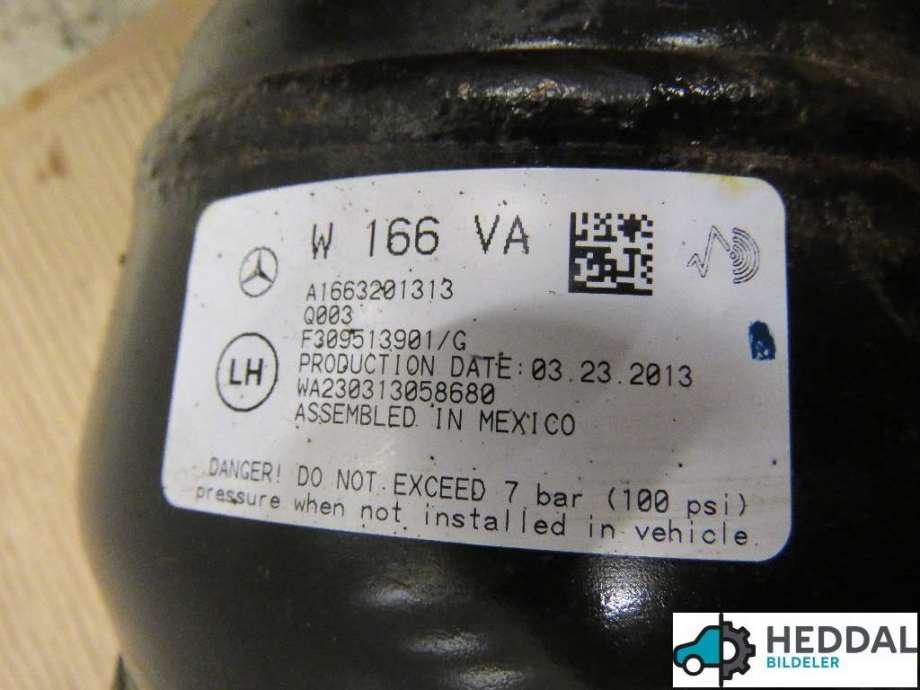 W 166 VA
A1663201313
Q003
F309513901/G
LH
PRODUCTION DATE: 03.23.2013
WA230313058680
ASSEMBLED IN MEXICO
DANGER! DO NOT EXCEED 7 bar (100 psi)
pressure when not installed in vehicle.
HEDDAL
BILDELER